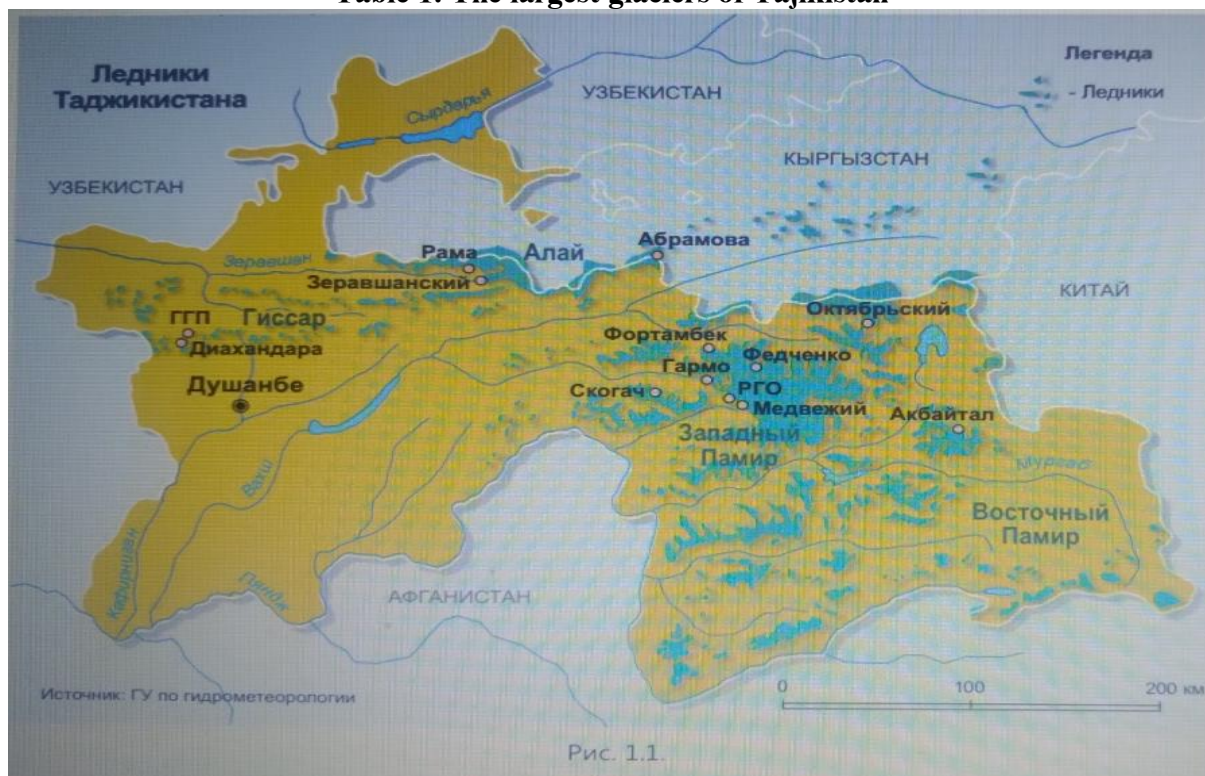 Table 1. The largest glaciers of Tajikistan
Ледники
Таджикистана
Легенда
- Ледники
УЗБЕКИСТАН
Сырдарья
КЫРГЫЗСТАН
УЗБЕКИСТАН
Абрамова
Рама
Алай
Зеравшан
Зеравшанский
КИТАЙ
Октябрьский
ГГП
Гиссар
Диахандара
Фортамбек
Федченко
Гармо
Душанбе
Скогач
РГО
Медвежий
Акбайтал
Западный
Памир
Мургаб
Вахш
Восточный
Памир
Кафирниган
Пяндж
АФГАНИСТАН
Источник: ГУ по гидрометеорологии
0 100 200 км
Рис. 1.1.